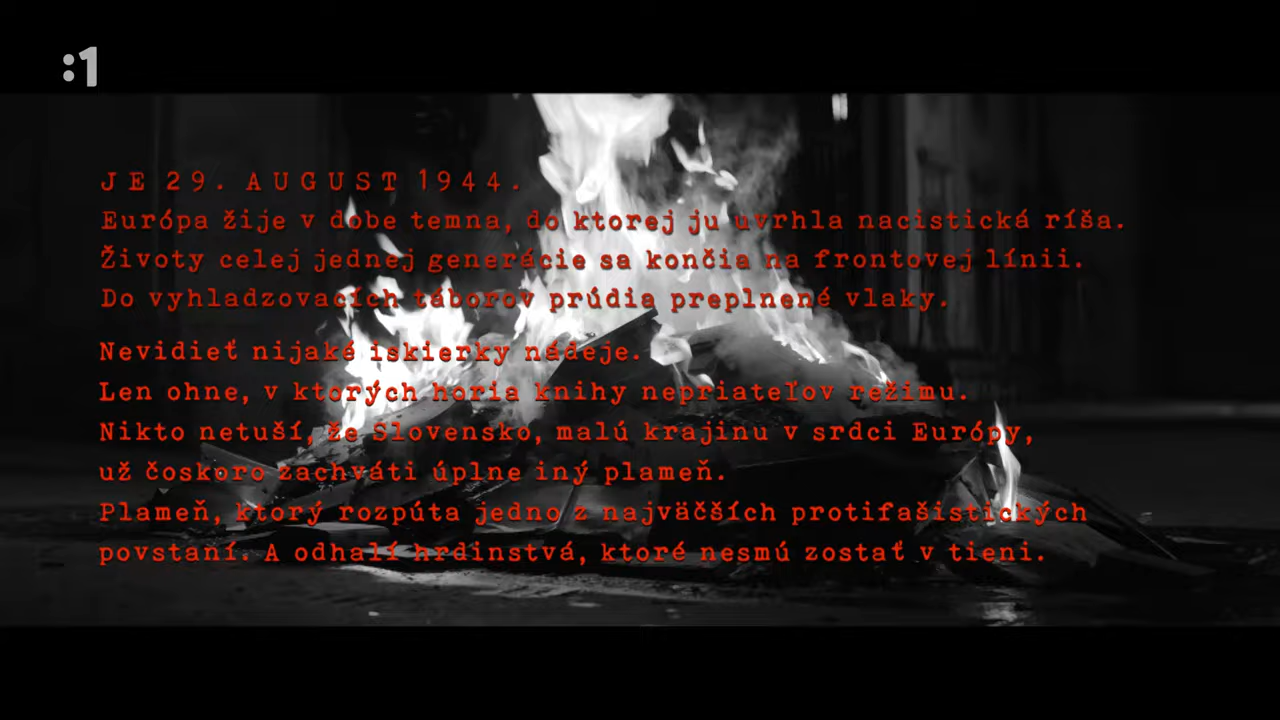 :1
JE 29. AUGUST 1944.
Európa žije v dobe temna, do ktorej ju uvrhla nacistická ríša.
Životy celej jednej generácie sa končia na frontovej línii.
Do vyhladzovacích táborov prúdia preplnené vlaky.
Nevidieť nijaké iskierky nádeje.
Len ohne, v ktorých horia knihy nepriateľov režimu.
Nikto netuší, že Slovensko, malú krajinu v srdci Európy,
už čoskoro zachváti úplne iný plameň.
Plameň, ktorý rozpúta jedno z najväčších protifašistických
povstaní. A odhalí hrdinstvá, ktoré nesmú zostať v tieni.